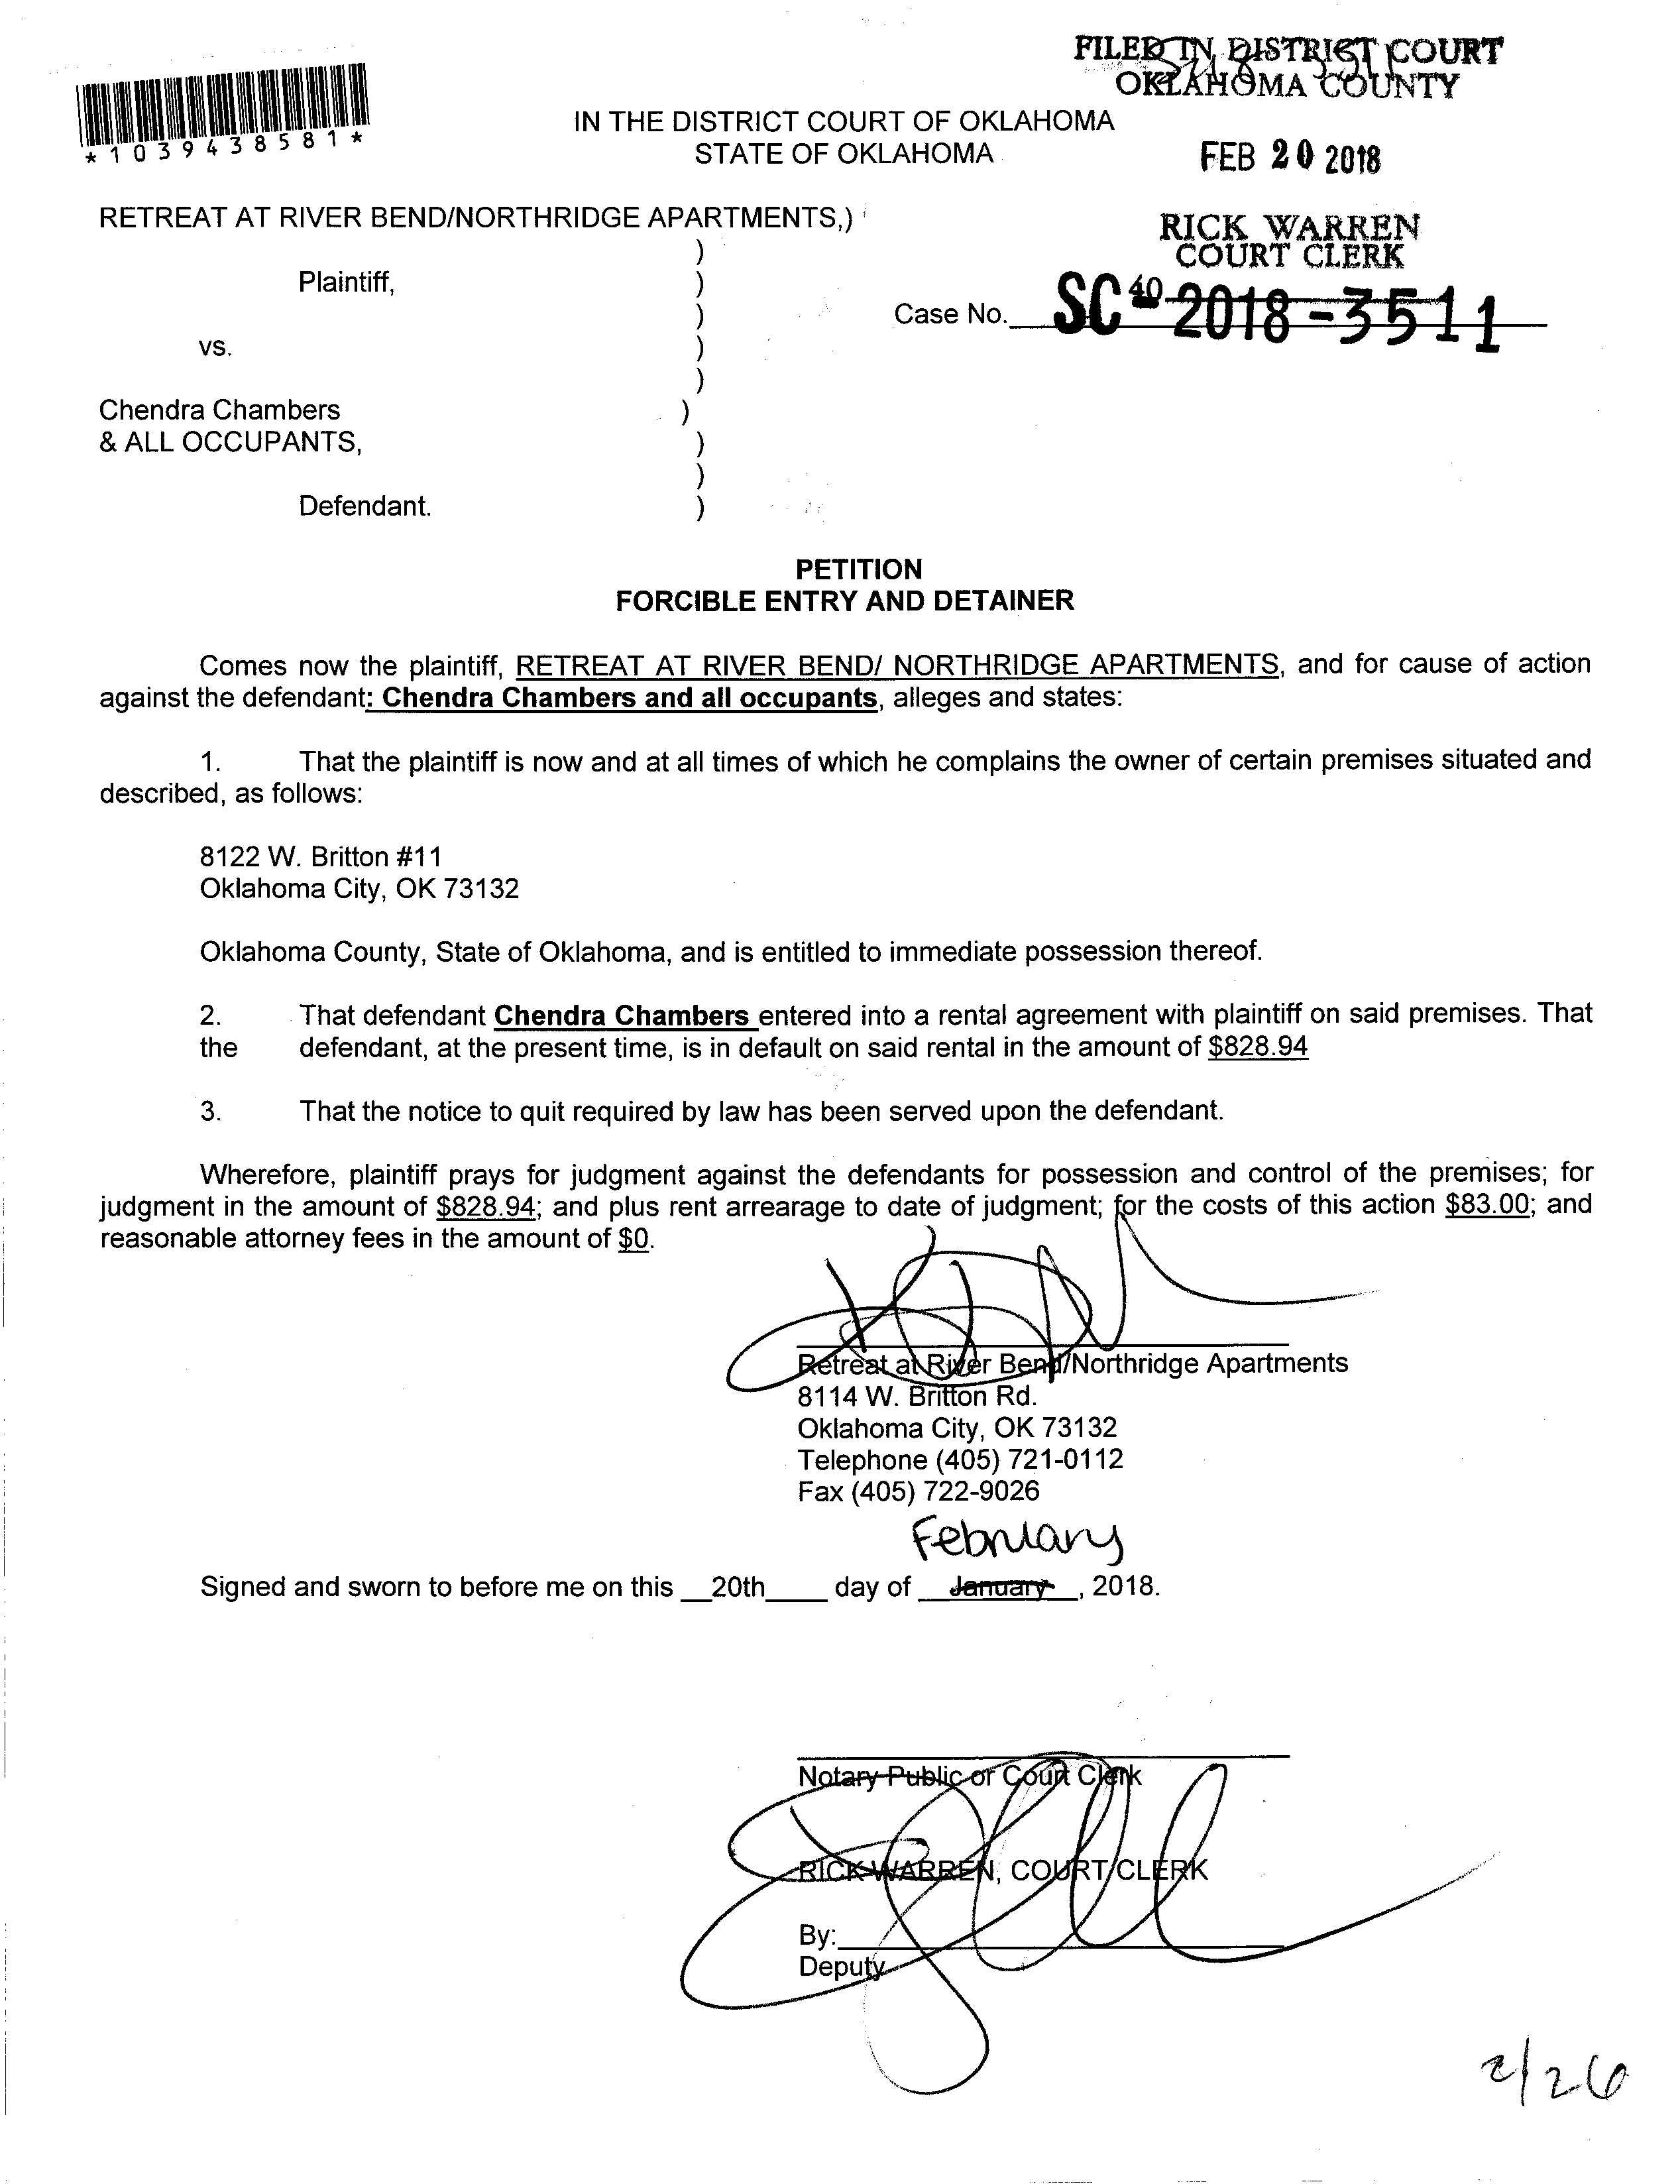 FILED IN DISTRICT COURT
OKLAHOMA COUNTY
*1039438581*
IN THE DISTRICT COURT OF OKLAHOMA
STATE OF OKLAHOMA
FEB 20 2018
RETREAT AT RIVER BEND/NORTHRIDGE APARTMENTS,)
RICK WARREN
COURT CLERK
)
Plaintiff, )
Case No. SC 40 2018-3511
)
vs. )
)
Chendra Chambers )
& ALL OCCUPANTS, )
)
Defendant. )
PETITION
FORCIBLE ENTRY AND DETAINER
Comes now the plaintiff, RETREAT AT RIVER BEND/ NORTHRIDGE APARTMENTS, and for cause of action
against the defendant: Chendra Chambers and all occupants, alleges and states:
1. That the plaintiff is now and at all times of which he complains the owner of certain premises situated and
described, as follows:
8122 W. Britton #11
Oklahoma City, OK 73132
Oklahoma County, State of Oklahoma, and is entitled to immediate possession thereof.
2. That defendant Chendra Chambers entered into a rental agreement with plaintiff on said premises. That
the defendant, at the present time, is in default on said rental in the amount of $828.94
3. That the notice to quit required by law has been served upon the defendant.
Wherefore, plaintiff prays for judgment against the defendants for possession and control of the premises; for
judgment in the amount of $828.94; and plus rent arrearage to date of judgment; for the costs of this action $83.00; and
reasonable attorney fees in the amount of $0.
Retreat at River Bend/Northridge Apartments
8114 W. Britton Rd.
Oklahoma City, OK 73132
Telephone (405) 721-0112
Fax (405) 722-9026
February
Signed and sworn to before me on this __20th____ day of __January__, 2018.
Notary Public or Court Clerk
RICK WARREN, COURT CLERK
By:
Deputy
2/26